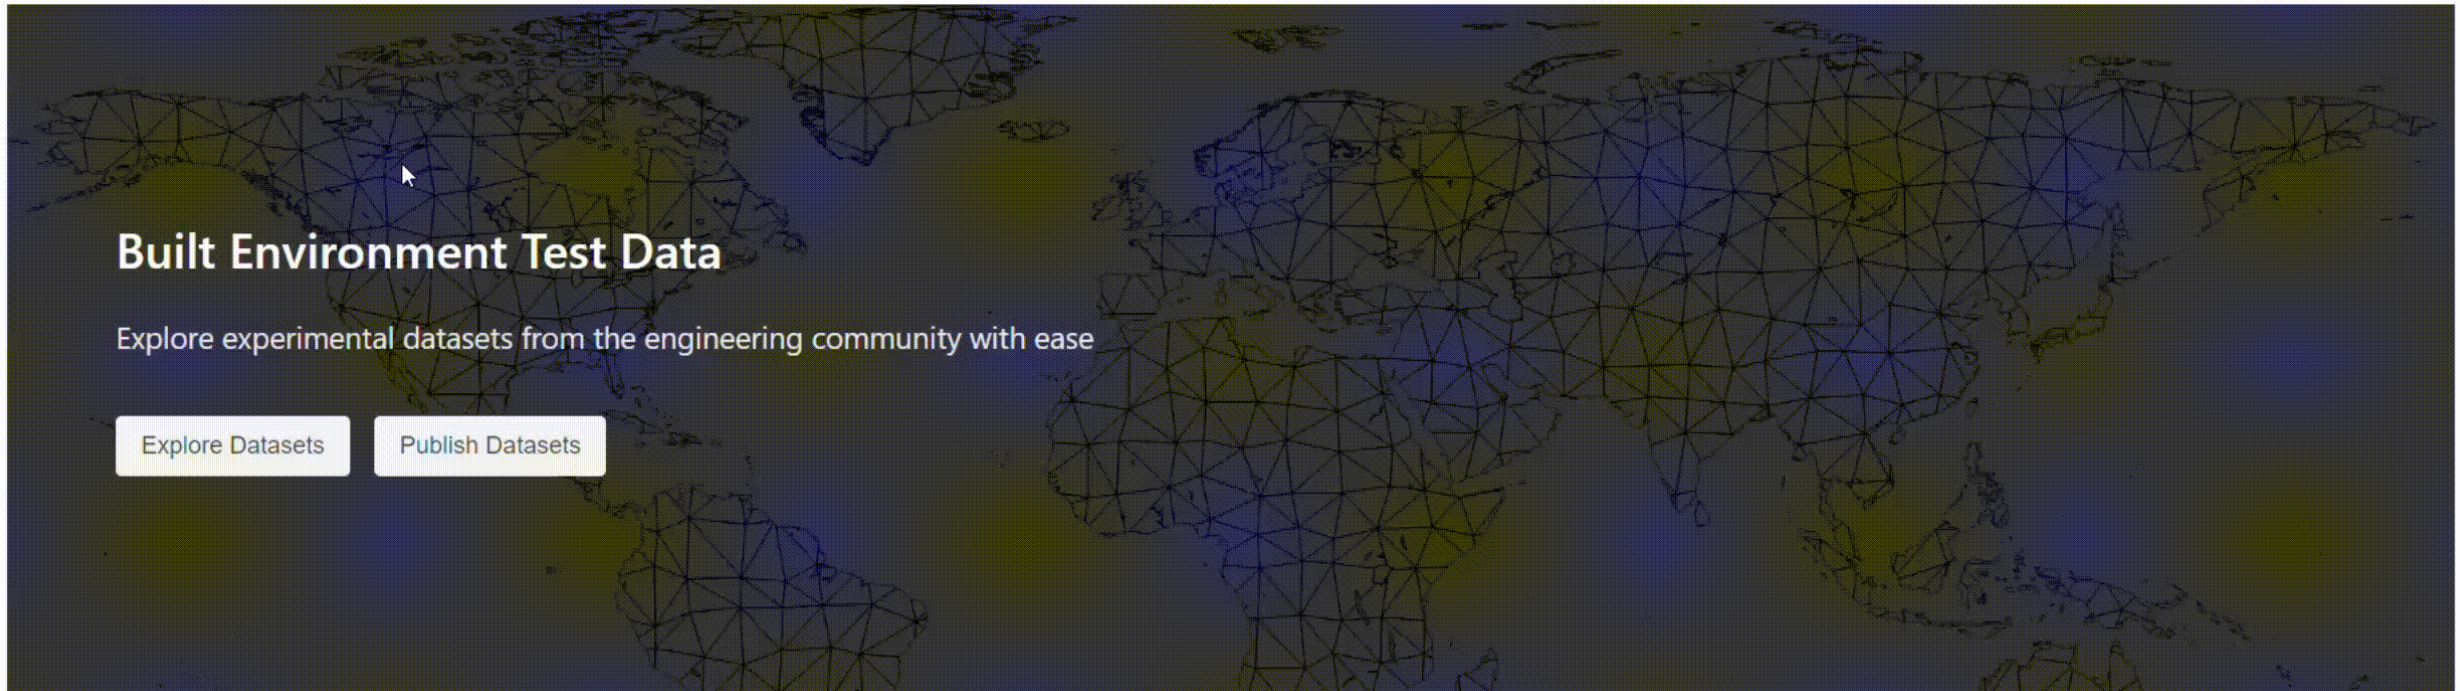 Built Environment Test Data
Explore experimental datasets from the engineering community with ease
Explore Datasets
Publish Datasets